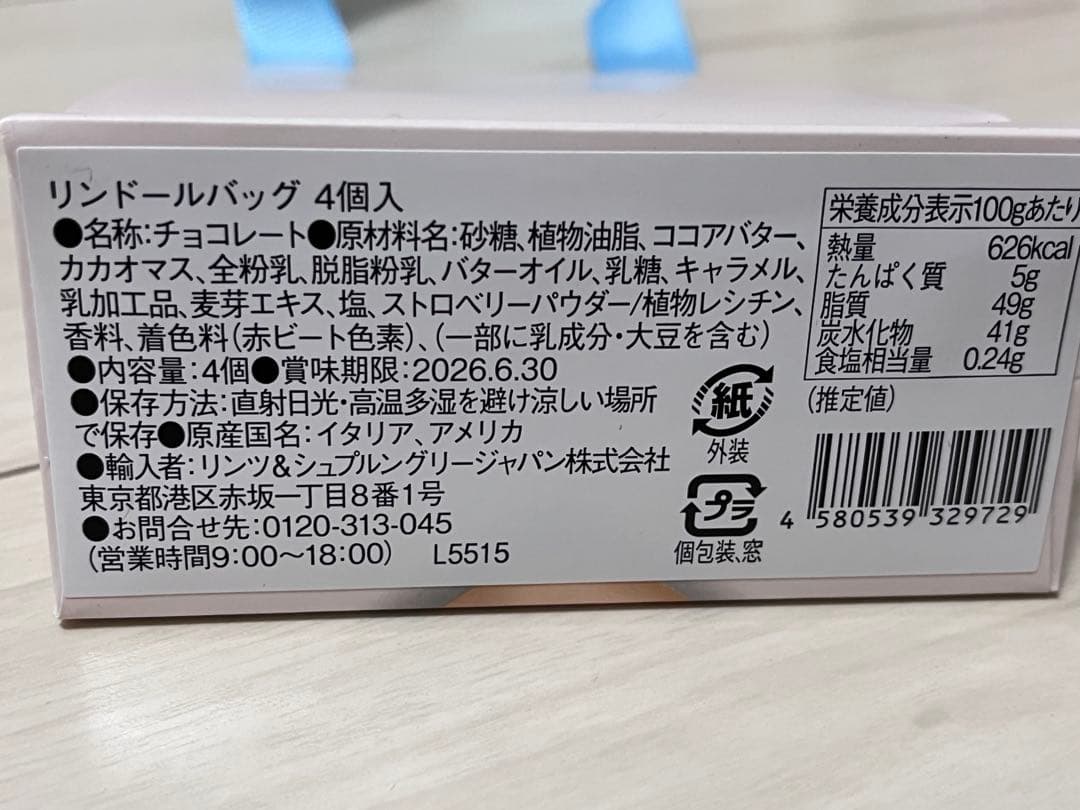 リンドールバッグ 4個入
●名称:チョコレート●原材料名:砂糖、植物油脂、ココアバター、
カカオマス、全粉乳、脱脂粉乳、バターオイル、乳糖、キャラメル、
乳加工品、麦芽エキス、塩、ストロベリーパウダー/植物レシチン、
香料、着色料(赤ビート色素)、(一部に乳成分・大豆を含む)
●内容量:4個●賞味期限:2026.6.30
●保存方法:直射日光・高温多湿を避け涼しい場所
で保存●原産国名:イタリア、アメリカ
●輸入者:リンツ&シュプルングリージャパン株式会社
東京都港区赤坂一丁目8番1号
●お問合せ先:0120-313-045
(営業時間9:00〜18:00) L5515
紙
外装
プラ
個包装、窓
栄養成分表示100gあたり
熱量 626kcal
たんぱく質 5g
脂質 49g
炭水化物 41g
食塩相当量 0.24g
(推定値)
4 580539 329729